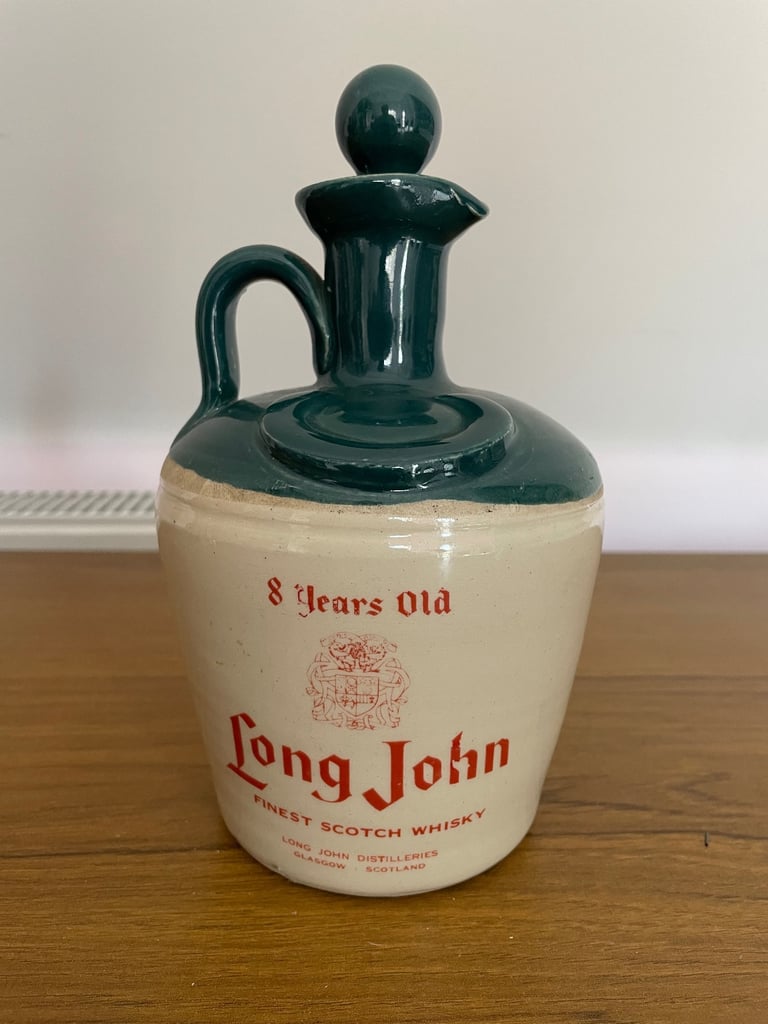 8 Years Old
Long John
FINEST SCOTCH WHISKY
LONG JOHN DISTILLERIES
GLASGOW . SCOTLAND